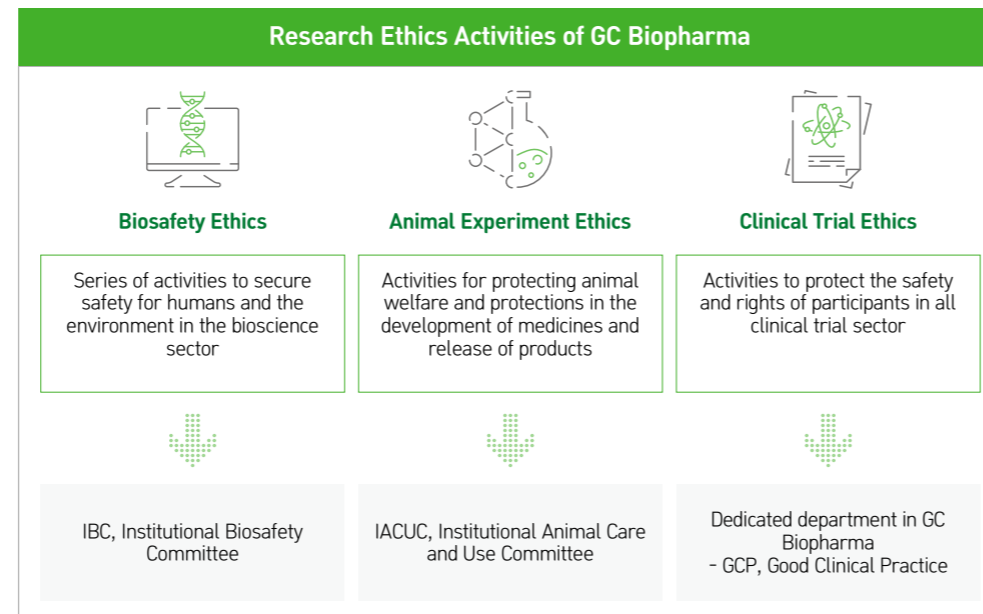 Research Ethics Activities of GC Biopharma
Biosafety Ethics
Series of activities to secure
safety for humans and the
environment in the bioscience
sector
IBC, Institutional Biosafety
Committee
Animal Experiment Ethics
Activities for protecting animal
welfare and protections in the
development of medicines and
release of products
IACUC, Institutional Animal Care
and Use Committee
Clinical Trial Ethics
Activities to protect the safety
and rights of participants in all
clinical trial sector
Dedicated department in GC
Biopharma
- GCP, Good Clinical Practice